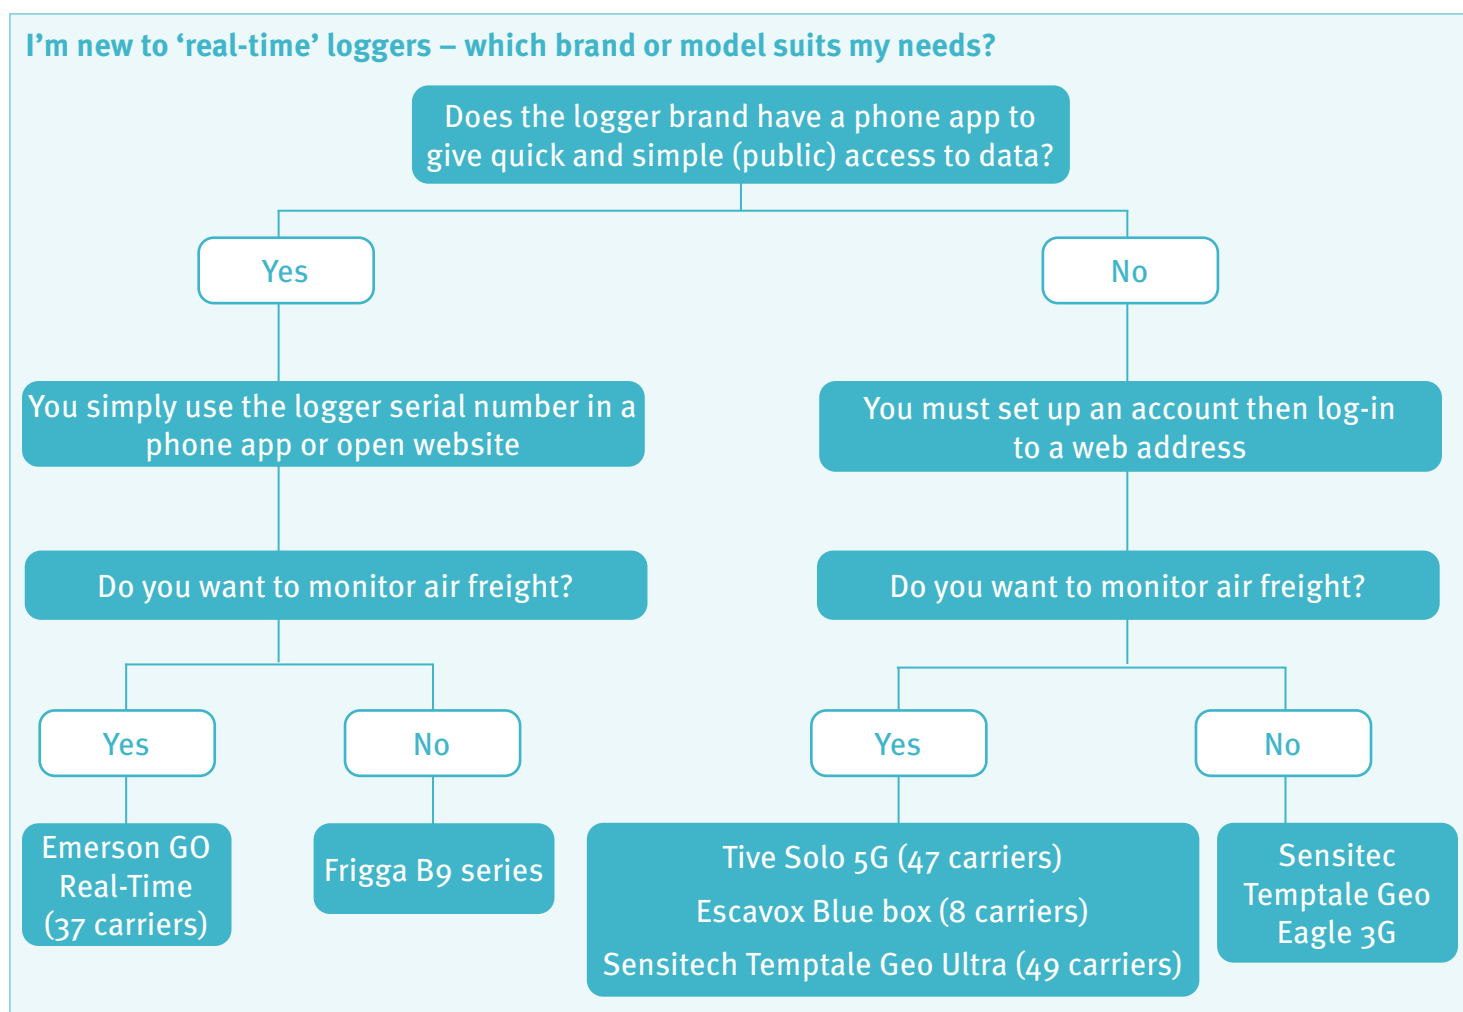 I’m new to ‘real-time’ loggers – which brand or model suits my needs?
Does the logger brand have a phone app to
give quick and simple (public) access to data?
Yes
No
You simply use the logger serial number in a
phone app or open website
You must set up an account then log-in
to a web address
Do you want to monitor air freight?
Do you want to monitor air freight?
Yes
No
Yes
No
Emerson GO
Real-Time
(37 carriers)
Frigga B9 series
Tive Solo 5G (47 carriers)
Escavox Blue box (8 carriers)
Sensitech Temptale Geo Ultra (49 carriers)
Sensitec
Temptale Geo
Eagle 3G